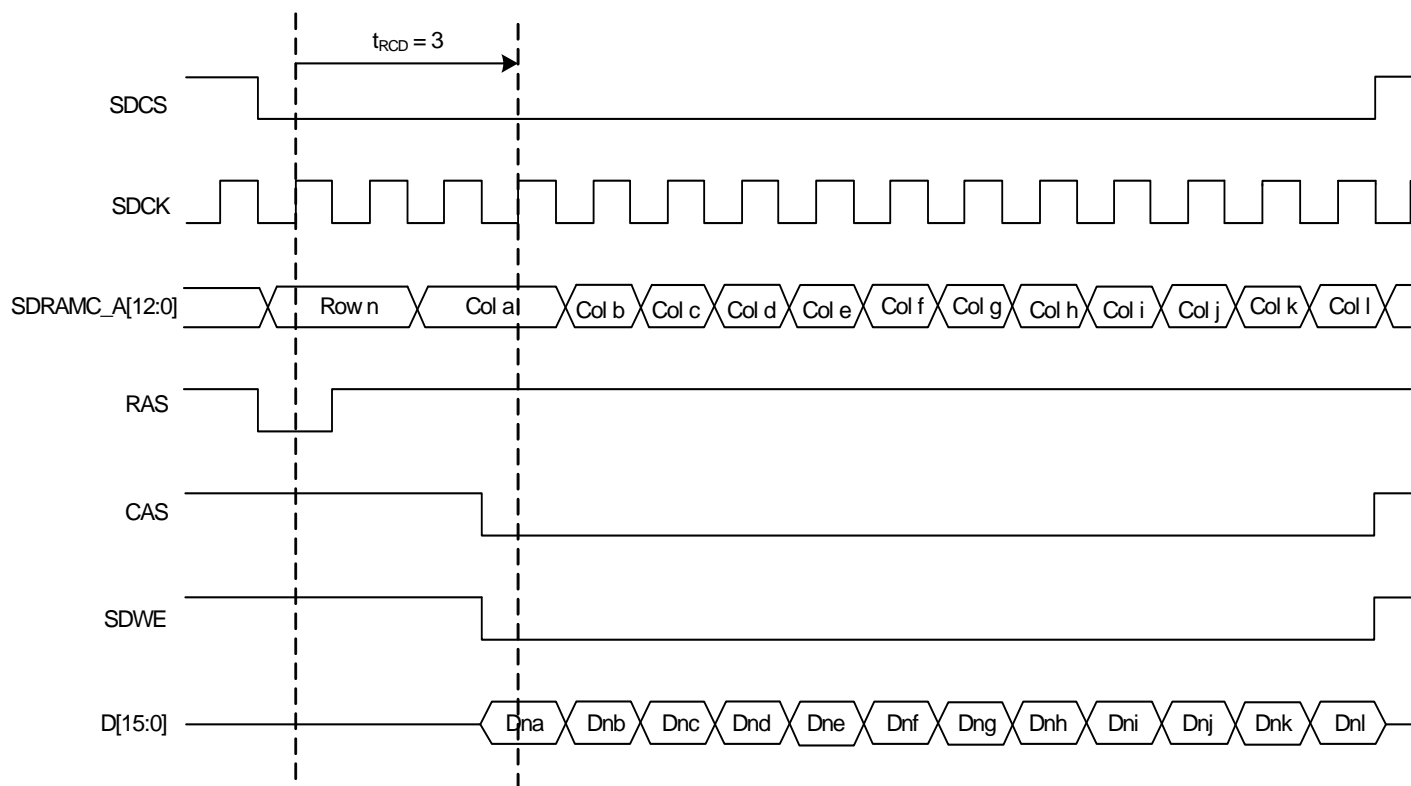 tRCD = 3
SDCS
SDCK
SDRAMC_A[12:0] Row n Col a Col b Col c Col d Col e Col f Col g Col h Col i Col j Col k Col l
RAS
CAS
SDWE
D[15:0] Dna Dnb Dnc Dnd Dne Dnf Dng Dnh Dni Dnj Dnk Dnl